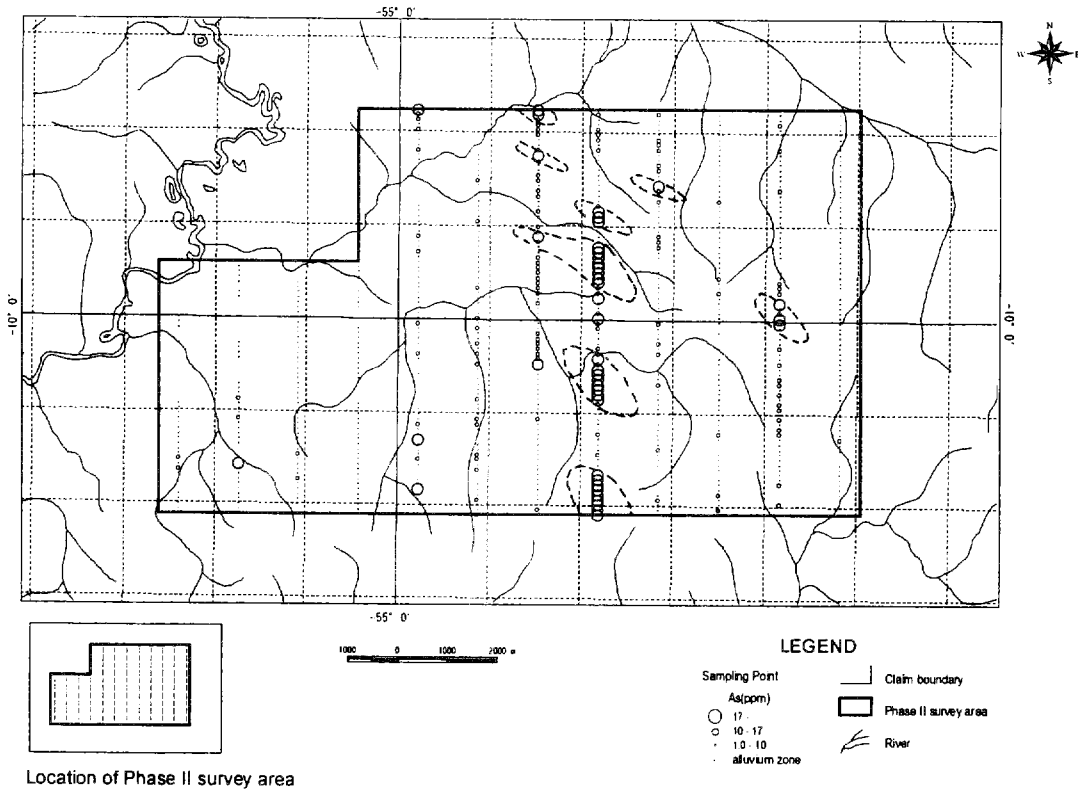 -55° 0'
N
W E
S
-10° 0'
-10° 0'
-55° 0'
1000 0 1000 2000 m
LEGEND
Sampling Point
As(ppm)
17 -
10 - 17
1.0 - 10
alluvium zone
Claim boundary
Phase II survey area
River
Location of Phase II survey area